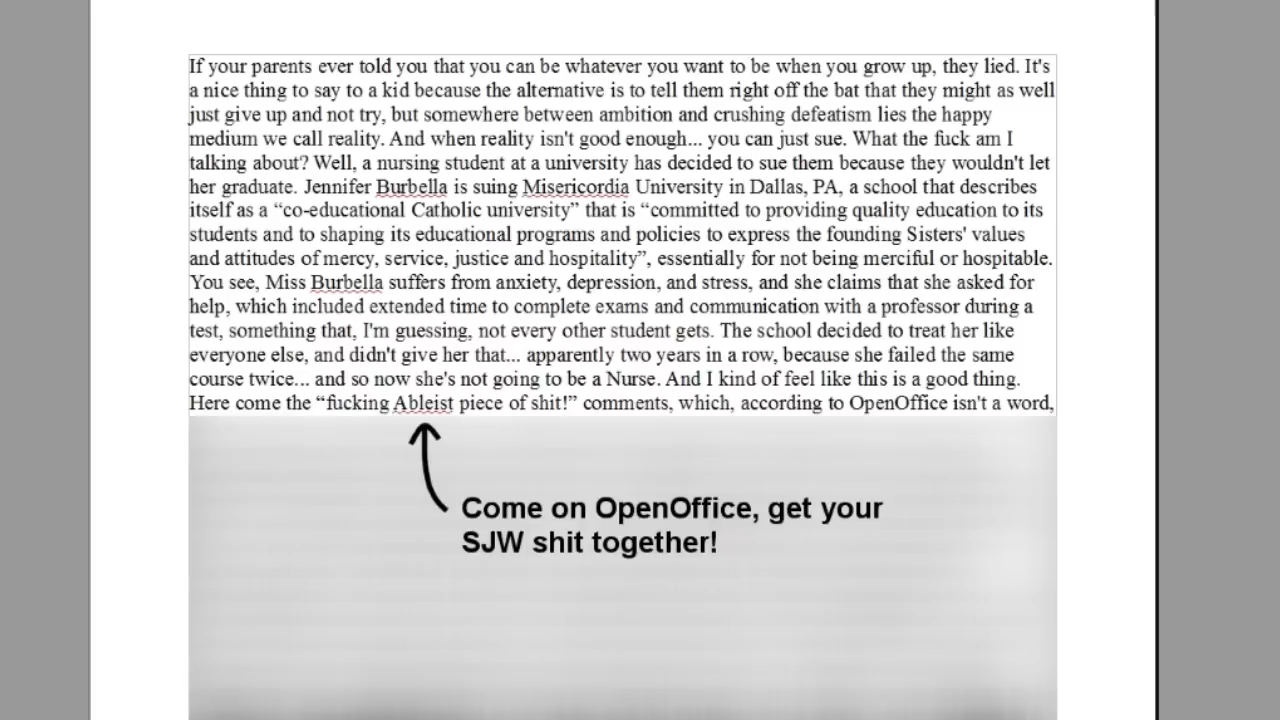 If your parents ever told you that you can be whatever you want to be when you grow up, they lied. It's
a nice thing to say to a kid because the alternative is to tell them right off the bat that they might as well
just give up and not try, but somewhere between ambition and crushing defeatism lies the happy
medium we call reality. And when reality isn't good enough... you can just sue. What the fuck am I
talking about? Well, a nursing student at a university has decided to sue them because they wouldn't let
her graduate. Jennifer Burbella is suing Misericordia University in Dallas, PA, a school that describes
itself as a “co-educational Catholic university” that is “committed to providing quality education to its
students and to shaping its educational programs and policies to express the founding Sisters' values
and attitudes of mercy, service, justice and hospitality”, essentially for not being merciful or hospitable.
You see, Miss Burbella suffers from anxiety, depression, and stress, and she claims that she asked for
help, which included extended time to complete exams and communication with a professor during a
test, something that, I'm guessing, not every other student gets. The school decided to treat her like
everyone else, and didn't give her that... apparently two years in a row, because she failed the same
course twice... and so now she's not going to be a Nurse. And I kind of feel like this is a good thing.
Here come the “fucking Ableist piece of shit!” comments, which, according to OpenOffice isn't a word,
Come on OpenOffice, get your
SJW shit together!